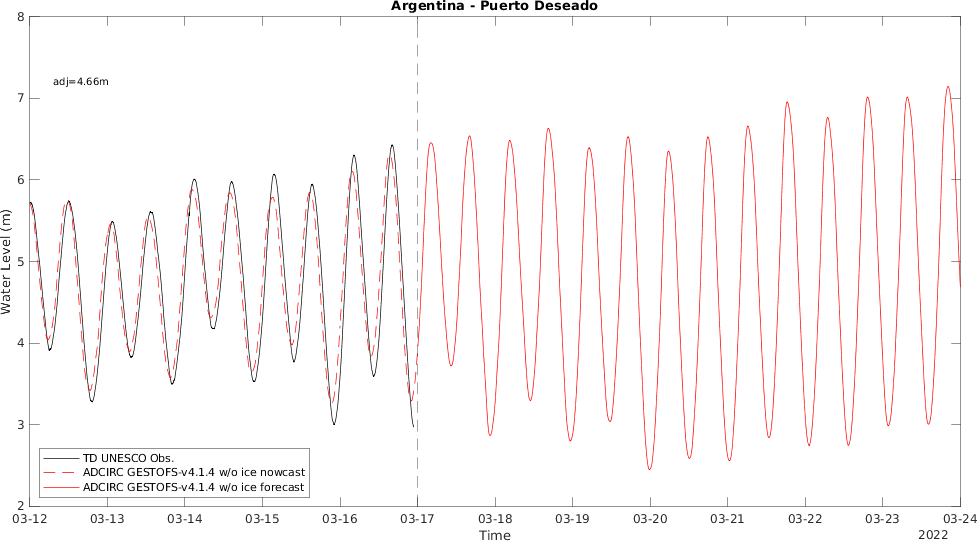 Argentina - Puerto Deseado
8
7
6
5
4
3
2
Water Level (m)
adj=4.66m
TD UNESCO Obs.
ADCIRC GESTOFS-v4.1.4 w/o ice nowcast
ADCIRC GESTOFS-v4.1.4 w/o ice forecast
03-12 03-13 03-14 03-15 03-16 03-17 03-18 03-19 03-20 03-21 03-22 03-23 03-24
Time
2022